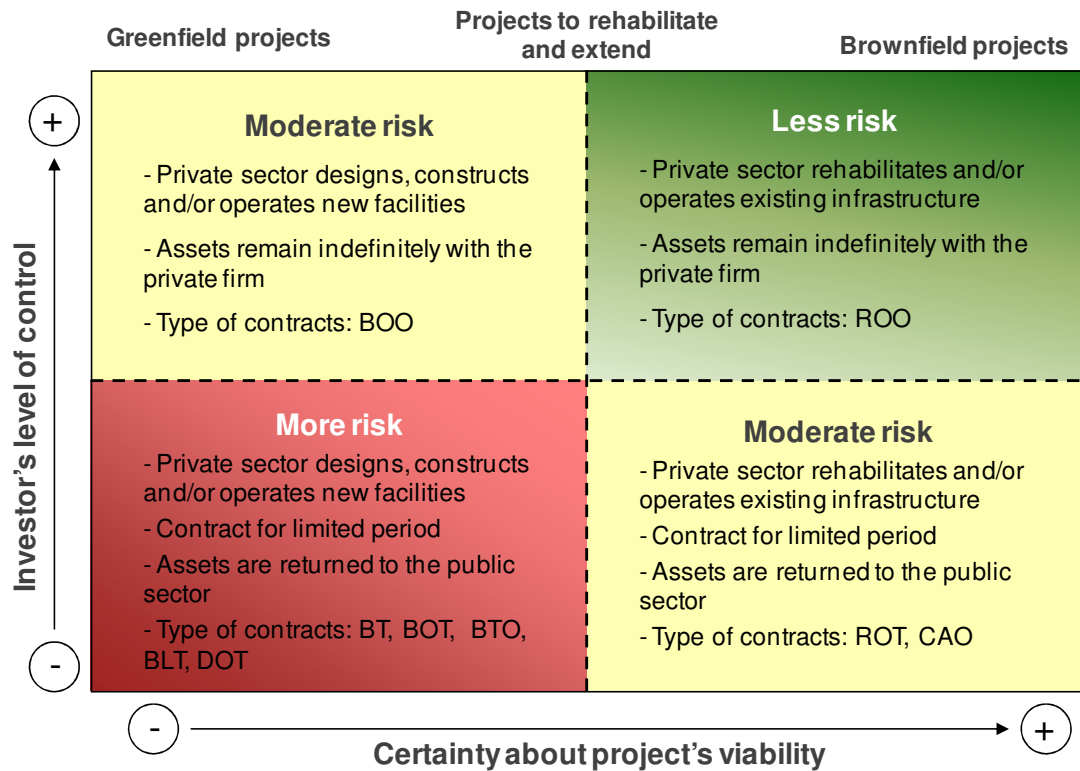 Greenfield projects
Projects to rehabilitate
and extend
Brownfield projects
+
Investor's level of control
-
Moderate risk
- Private sector designs, constructs
and/or operates new facilities
- Assets remain indefinitely with the
private firm
- Type of contracts: BOO
Less risk
- Private sector rehabilitates and/or
operates existing infrastructure
- Assets remain indefinitely with the
private firm
- Type of contracts: ROO
More risk
- Private sector designs, constructs
and/or operates new facilities
- Contract for limited period
- Assets are returned to the public
sector
- Type of contracts: BT, BOT, BTO,
BLT, DOT
Moderate risk
- Private sector rehabilitates and/or
operates existing infrastructure
- Contract for limited period
- Assets are returned to the public
sector
- Type of contracts: ROT, CAO
-
+
Certainty about project's viability